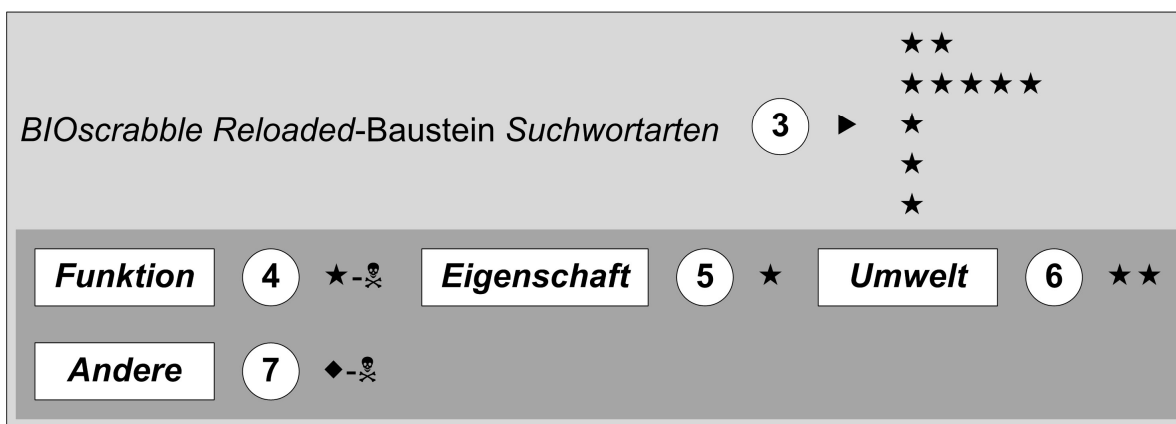 ★★
★★★★★
BIOscrabble Reloaded-Baustein Suchwortarten 3 ► ★
★
★
Funktion 4 ★-☠ Eigenschaft 5 ★ Umwelt 6 ★★
Andere 7 ◆-☠